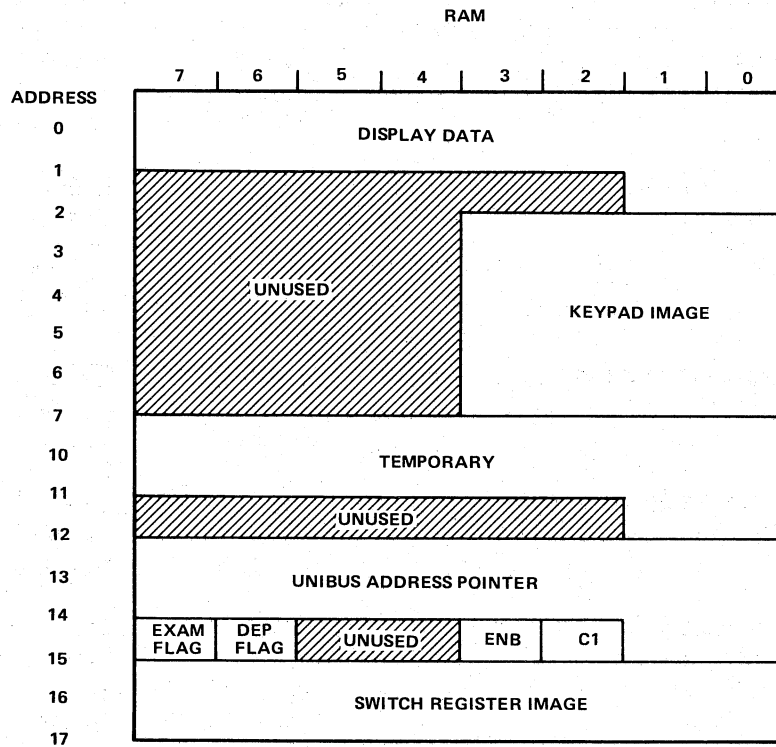 RAM
7 6 5 4 3 2 1 0
ADDRESS
0
DISPLAY DATA
1
2
3
UNUSED
4
KEYPAD IMAGE
5
6
7
10
TEMPORARY
11
UNUSED
12
13
UNIBUS ADDRESS POINTER
14
EXAM FLAG
DEP FLAG
UNUSED
ENB
C1
15
16
SWITCH REGISTER IMAGE
17